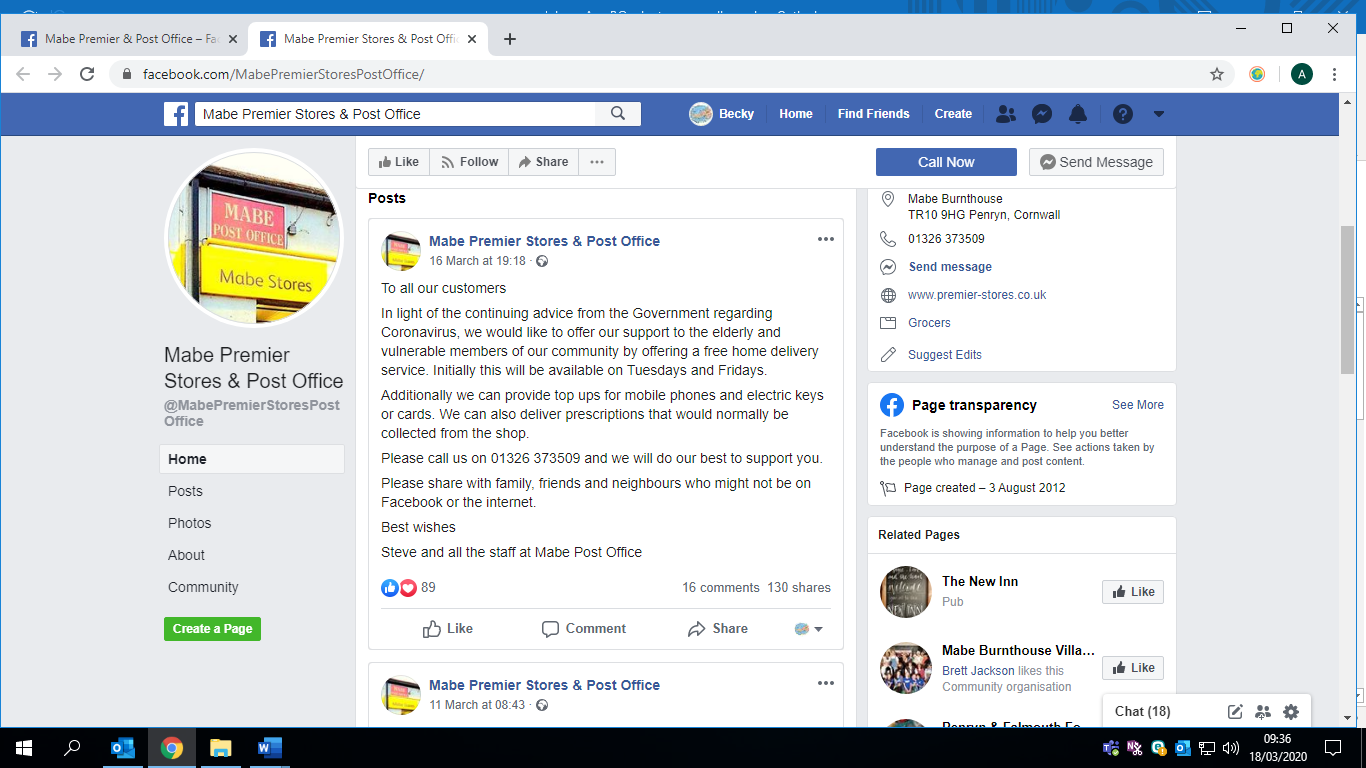 Mabe Premier & Post Office – Fa
Mabe Premier Stores & Post Offi
facebook.com/MabePremierStoresPostOffice/
Mabe Premier Stores & Post Office
Becky
Home
Find Friends
Create
MABE
POST OFFICE
Mabe Stores
Mabe Premier
Stores & Post Office
@MabePremierStoresPost
Office
Home
Posts
Photos
About
Community
Create a Page
Like
Follow
Share
Call Now
Send Message
Posts
Mabe Premier Stores & Post Office
16 March at 19:18 ·
To all our customers
In light of the continuing advice from the Government regarding
Coronavirus, we would like to offer our support to the elderly and
vulnerable members of our community by offering a free home delivery
service. Initially this will be available on Tuesdays and Fridays.
Additionally we can provide top ups for mobile phones and electric keys
or cards. We can also deliver prescriptions that would normally be
collected from the shop.
Please call us on 01326 373509 and we will do our best to support you.
Please share with family, friends and neighbours who might not be on
Facebook or the internet.
Best wishes
Steve and all the staff at Mabe Post Office
89
16 comments 130 shares
Like
Comment
Share
Mabe Premier Stores & Post Office
11 March at 08:43 ·
Mabe Burnthouse
TR10 9HG Penryn, Cornwall
01326 373509
Send message
www.premier-stores.co.uk
Grocers
Suggest Edits
Page transparency
See More
Facebook is showing information to help you better
understand the purpose of a Page. See actions taken by
the people who manage and post content.
Page created – 3 August 2012
Related Pages
The New Inn
Pub
Like
Mabe Burnthouse Villa...
Brett Jackson likes this
Community organisation
Like
Penryn & Falmouth
Chat (18)
A
09:36
18/03/2020